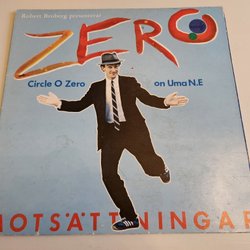 Robert Broberg presenterar
ZERO
Circle O Zero on Uma N.E
MOTSÄTTNINGAR